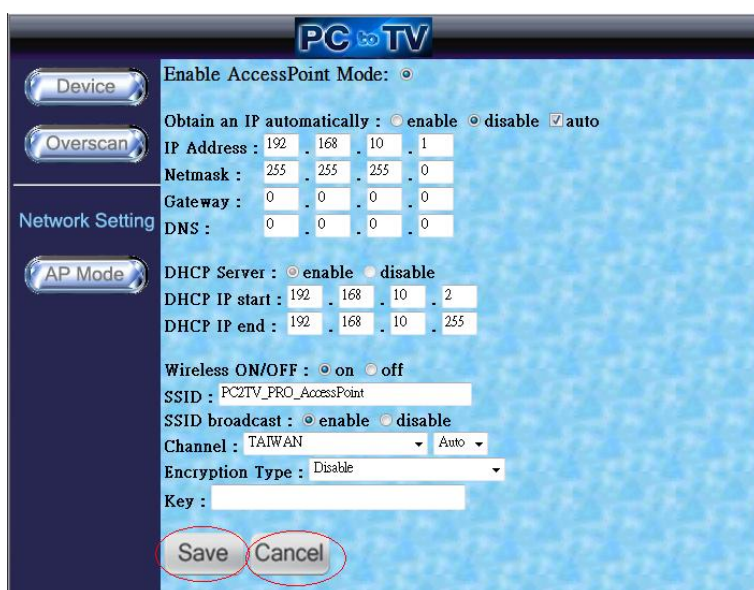 PC to TV
Device
Overscan
Network Setting
AP Mode
Enable AccessPoint Mode:
Obtain an IP automatically : enable disable auto
IP Address : 192 . 168 . 10 . 1
Netmask : 255 . 255 . 255 . 0
Gateway : 0 . 0 . 0 . 0
DNS : 0 . 0 . 0 . 0
DHCP Server : enable disable
DHCP IP start : 192 . 168 . 10 . 2
DHCP IP end : 192 . 168 . 10 . 255
Wireless ON/OFF : on off
SSID : PC2TV_PRO_AccessPoint
SSID broadcast : enable disable
Channel : TAIWAN Auto
Encryption Type : Disable
Key :
Save Cancel